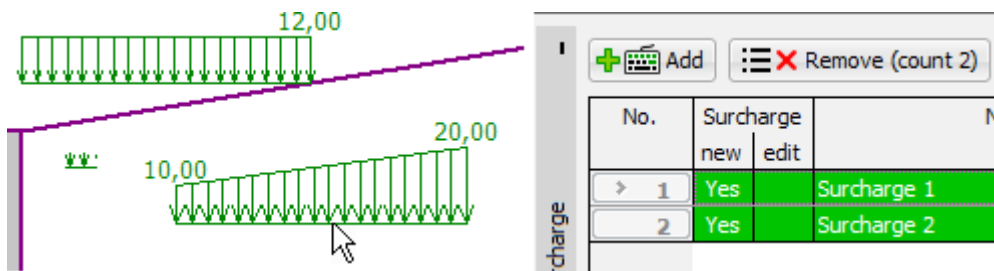 12,00
20,00
10,00
Add
Remove (count 2)
No.
Surcharge
new
edit
1
Yes
Surcharge 1
2
Yes
Surcharge 2